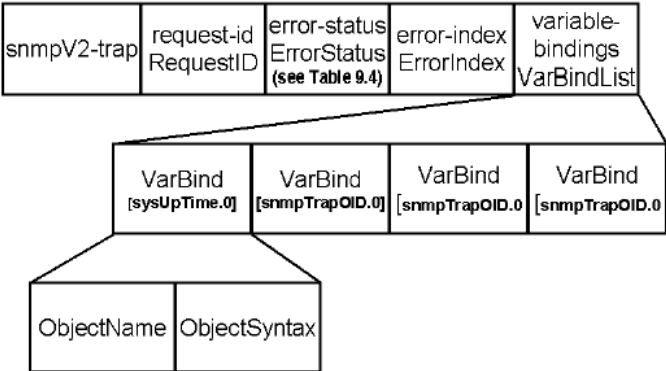 snmpV2-trap
request-id
RequestID
error-status
ErrorStatus
(see Table 9.4)
error-index
ErrorIndex
variable-
bindings
VarBindList
VarBind
[sysUpTime.0]
VarBind
[snmpTrapOID.0]
VarBind
[snmpTrapOID.0
VarBind
[snmpTrapOID.0
ObjectName
ObjectSyntax